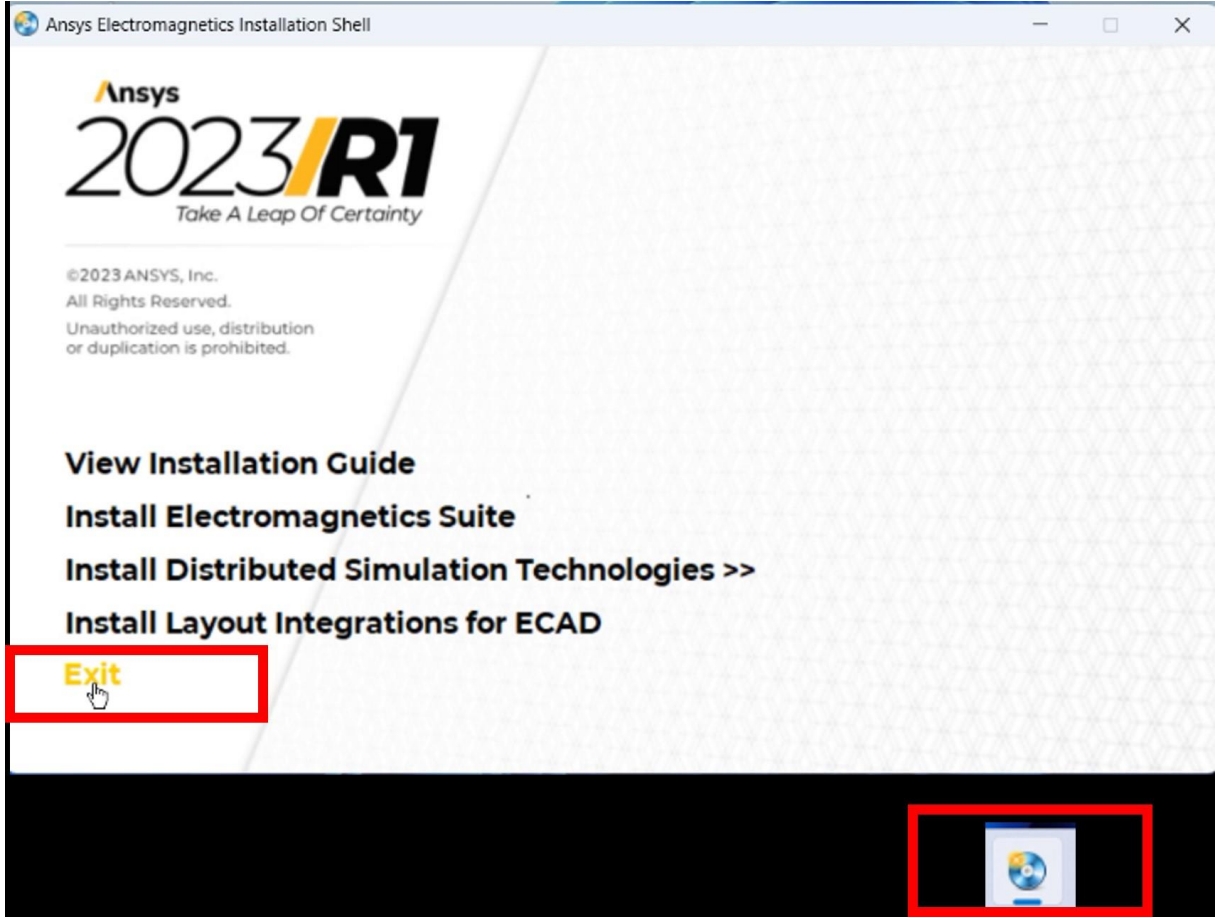 Ansys Electromagnetics Installation Shell
Ansys
2023/R1
Take A Leap Of Certainty
©2023 ANSYS, Inc.
All Rights Reserved.
Unauthorized use, distribution
or duplication is prohibited.
View Installation Guide
Install Electromagnetics Suite
Install Distributed Simulation Technologies >>
Install Layout Integrations for ECAD
Exit